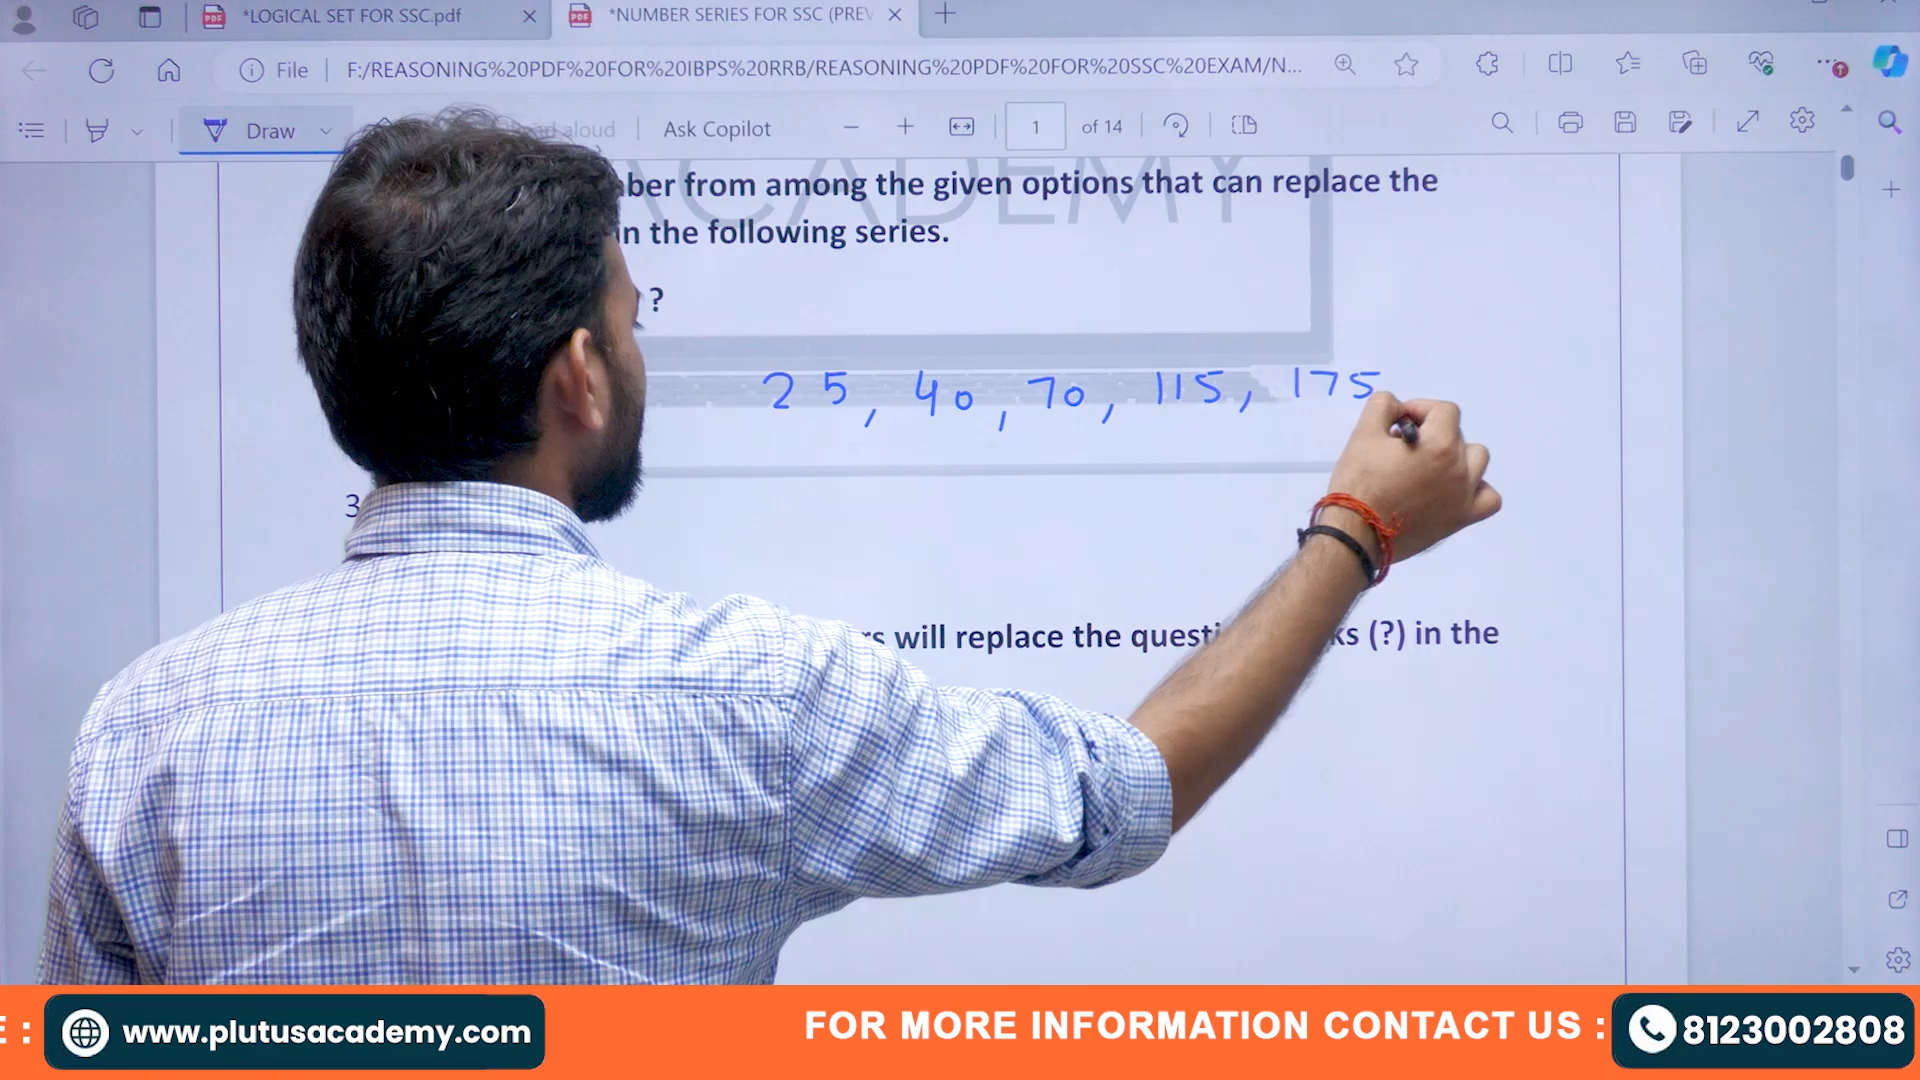 *LOGICAL SET FOR SSC.pdf
*NUMBER SERIES FOR SSC (PREV
File
F:/REASONING%20PDF%20FOR%20IBPS%20RRB/REASONING%20PDF%20FOR%20SSC%20EXAM/N...
Draw
aloud
Ask Copilot
1
of 14
ACADEMY
from among the given options that can replace the
in the following series.
?
25, 40, 70, 115, 175
3
will replace the
(?) in the
E :
www.plutusacademy.com
FOR MORE INFORMATION CONTACT US :
8123002808